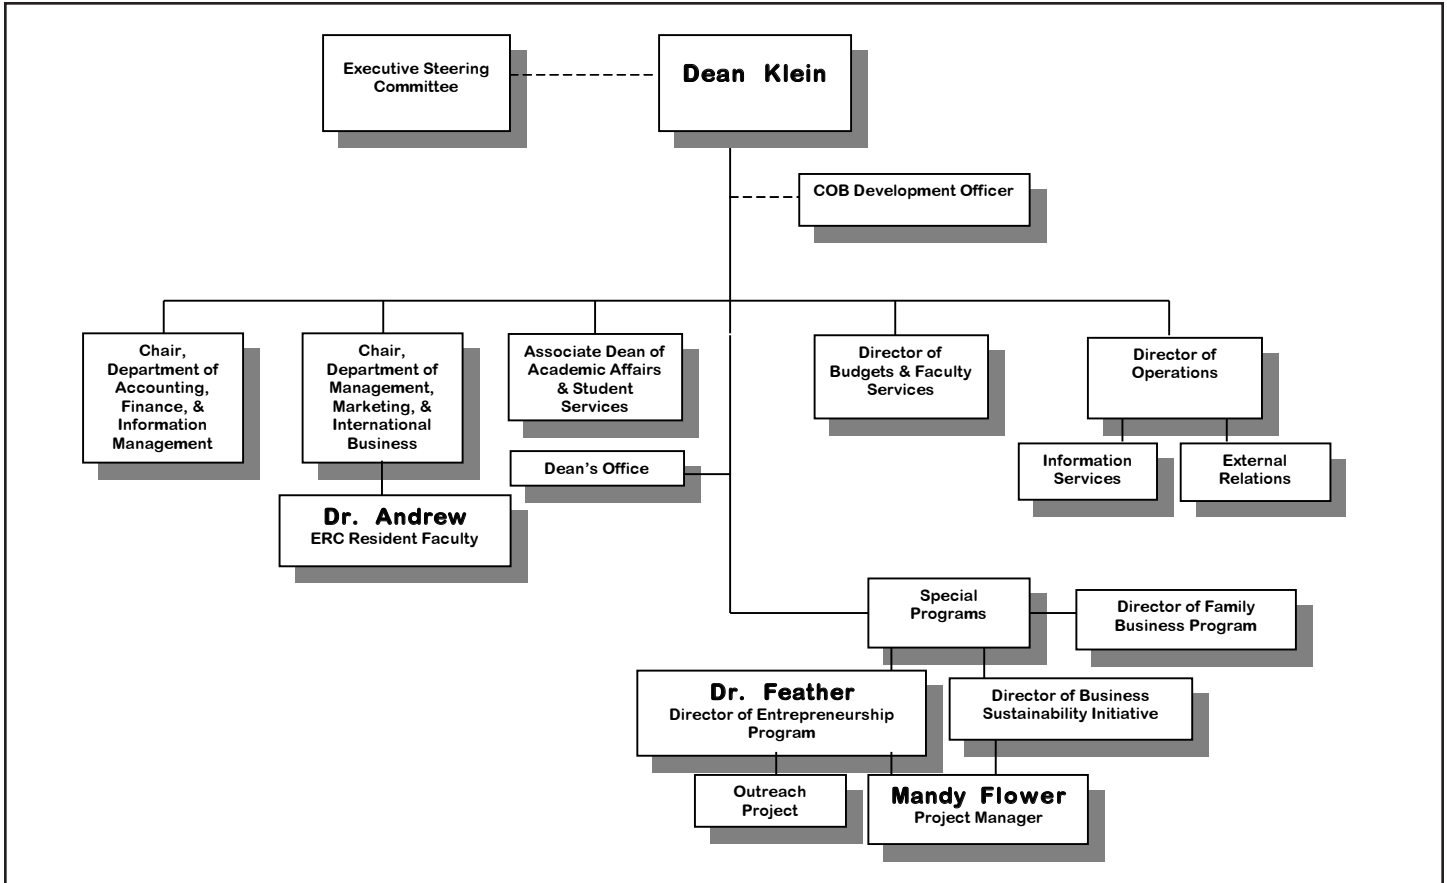 Executive Steering
Committee
Dean Klein
COB Development Officer
Chair,
Department of
Accounting,
Finance, &
Information
Management
Chair,
Department of
Management,
Marketing, &
International
Business
Associate Dean of
Academic Affairs
& Student
Services
Director of
Budgets & Faculty
Services
Director of
Operations
Dean's Office
Information
Services
External
Relations
Dr. Andrew
ERC Resident Faculty
Special
Programs
Director of Family
Business Program
Dr. Feather
Director of Entrepreneurship
Program
Director of Business
Sustainability Initiative
Outreach
Project
Mandy Flower
Project Manager